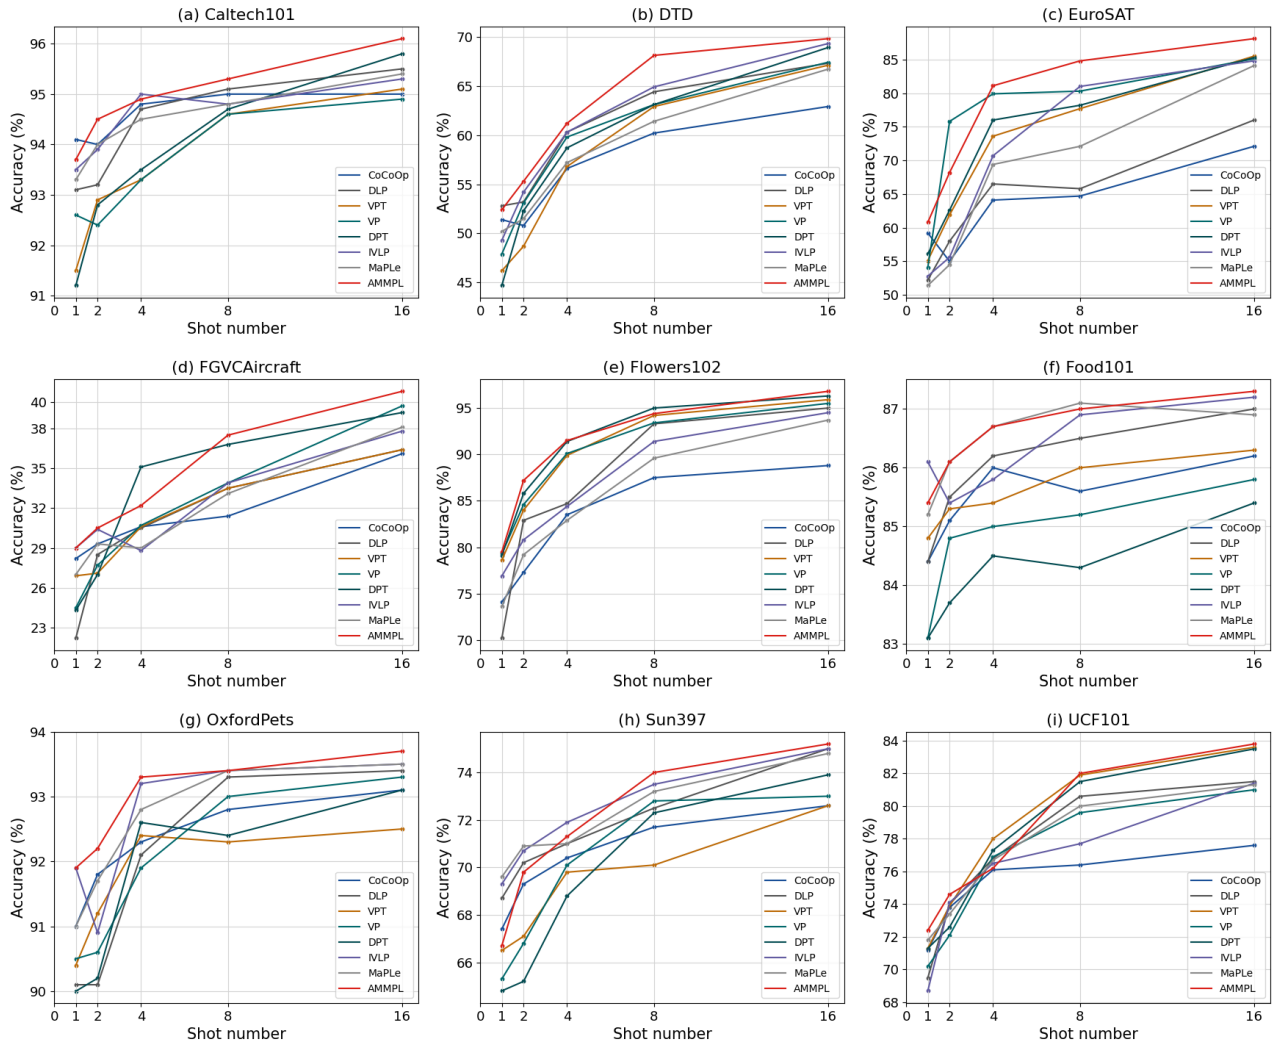 (a) Caltech101
Accuracy (%)
96
95
94
93
92
91
0 1 2 4 8 16
Shot number
CoCoOp
DLP
VPT
VP
DPT
IVLP
MaPLe
AMMPL
(b) DTD
Accuracy (%)
70
65
60
55
50
45
0 1 2 4 8 16
Shot number
CoCoOp
DLP
VPT
VP
DPT
IVLP
MaPLe
AMMPL
(c) EuroSAT
Accuracy (%)
85
80
75
70
65
60
55
50
0 1 2 4 8 16
Shot number
CoCoOp
DLP
VPT
VP
DPT
IVLP
MaPLe
AMMPL
(d) FGVCAircraft
Accuracy (%)
40
38
35
32
29
26
23
0 1 2 4 8 16
Shot number
CoCoOp
DLP
VPT
VP
DPT
IVLP
MaPLe
AMMPL
(e) Flowers102
Accuracy (%)
95
90
85
80
75
70
0 1 2 4 8 16
Shot number
CoCoOp
DLP
VPT
VP
DPT
IVLP
MaPLe
AMMPL
(f) Food101
Accuracy (%)
87
86
85
84
83
0 1 2 4 8 16
Shot number
CoCoOp
DLP
VPT
VP
DPT
IVLP
MaPLe
AMMPL
(g) OxfordPets
Accuracy (%)
94
93
92
91
90
0 1 2 4 8 16
Shot number
CoCoOp
DLP
VPT
VP
DPT
IVLP
MaPLe
AMMPL
(h) Sun397
Accuracy (%)
74
72
70
68
66
0 1 2 4 8 16
Shot number
CoCoOp
DLP
VPT
VP
DPT
IVLP
MaPLe
AMMPL
(i) UCF101
Accuracy (%)
84
82
80
78
76
74
72
70
68
0 1 2 4 8 16
Shot number
CoCoOp
DLP
VPT
VP
DPT
IVLP
MaPLe
AMMPL